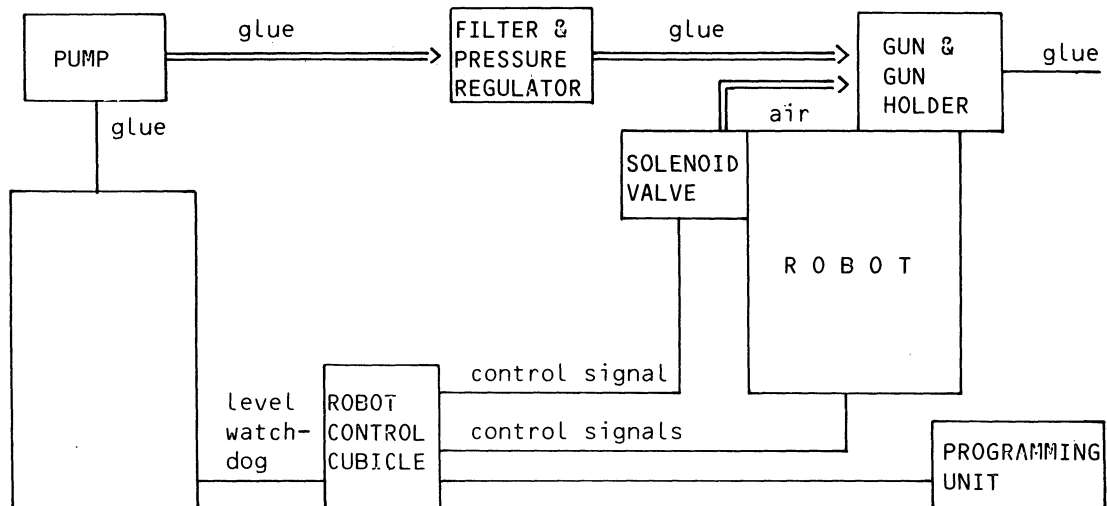 glue
PUMP
FILTER &
PRESSURE
REGULATOR
glue
GUN &
GUN
HOLDER
glue
air
glue
SOLENOID
VALVE
R O B O T
control signal
level
watch-
dog
ROBOT
CONTROL
CUBICLE
control signals
PROGRAMMING
UNIT